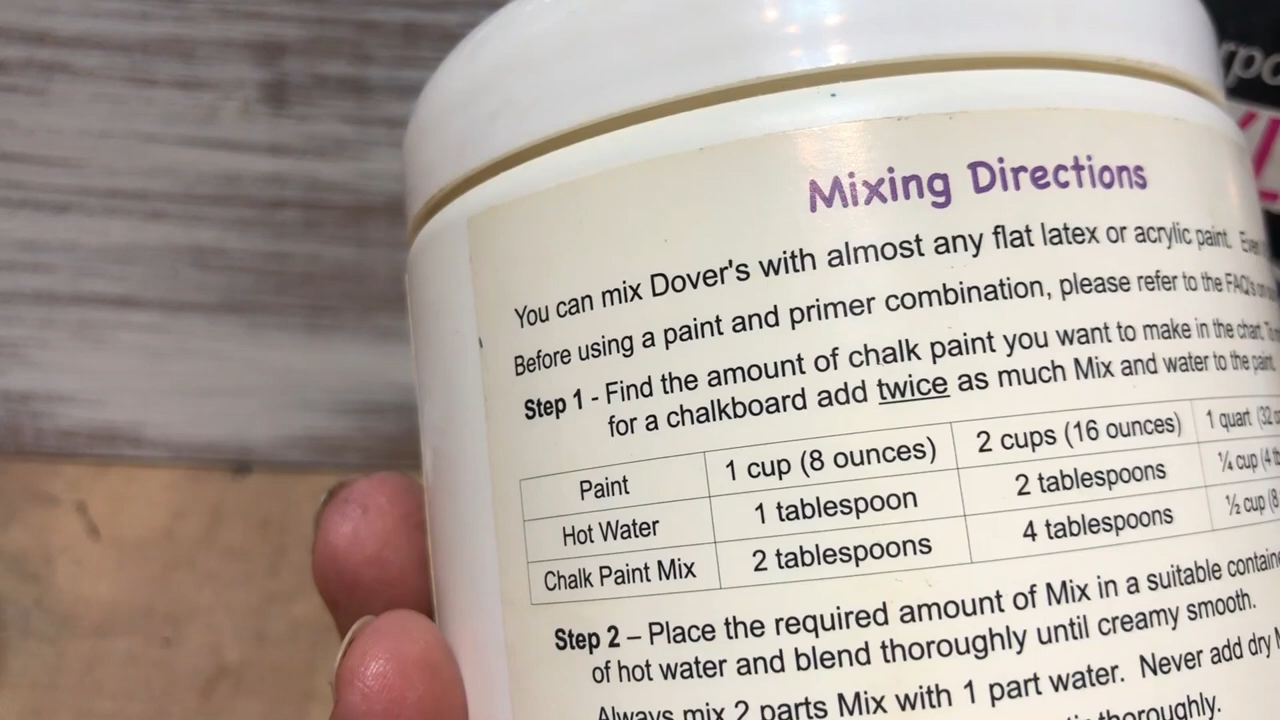 Mixing Directions
You can mix Dover's with almost any flat latex or acrylic paint.
Before using a paint and primer combination, please refer to the FAQ's on
Step 1 - Find the amount of chalk paint you want to make in the chart.
for a chalkboard add twice as much Mix and water to the paint.
Paint 1 cup (8 ounces) 2 cups (16 ounces) 1 quart (32
Hot Water 1 tablespoon 2 tablespoons ¼ cup (4
Chalk Paint Mix 2 tablespoons 4 tablespoons ½ cup (8
Step 2 – Place the required amount of Mix in a suitable
of hot water and blend thoroughly until creamy smooth.
Always mix 2 parts Mix with 1 part water. Never add dry
thoroughly.